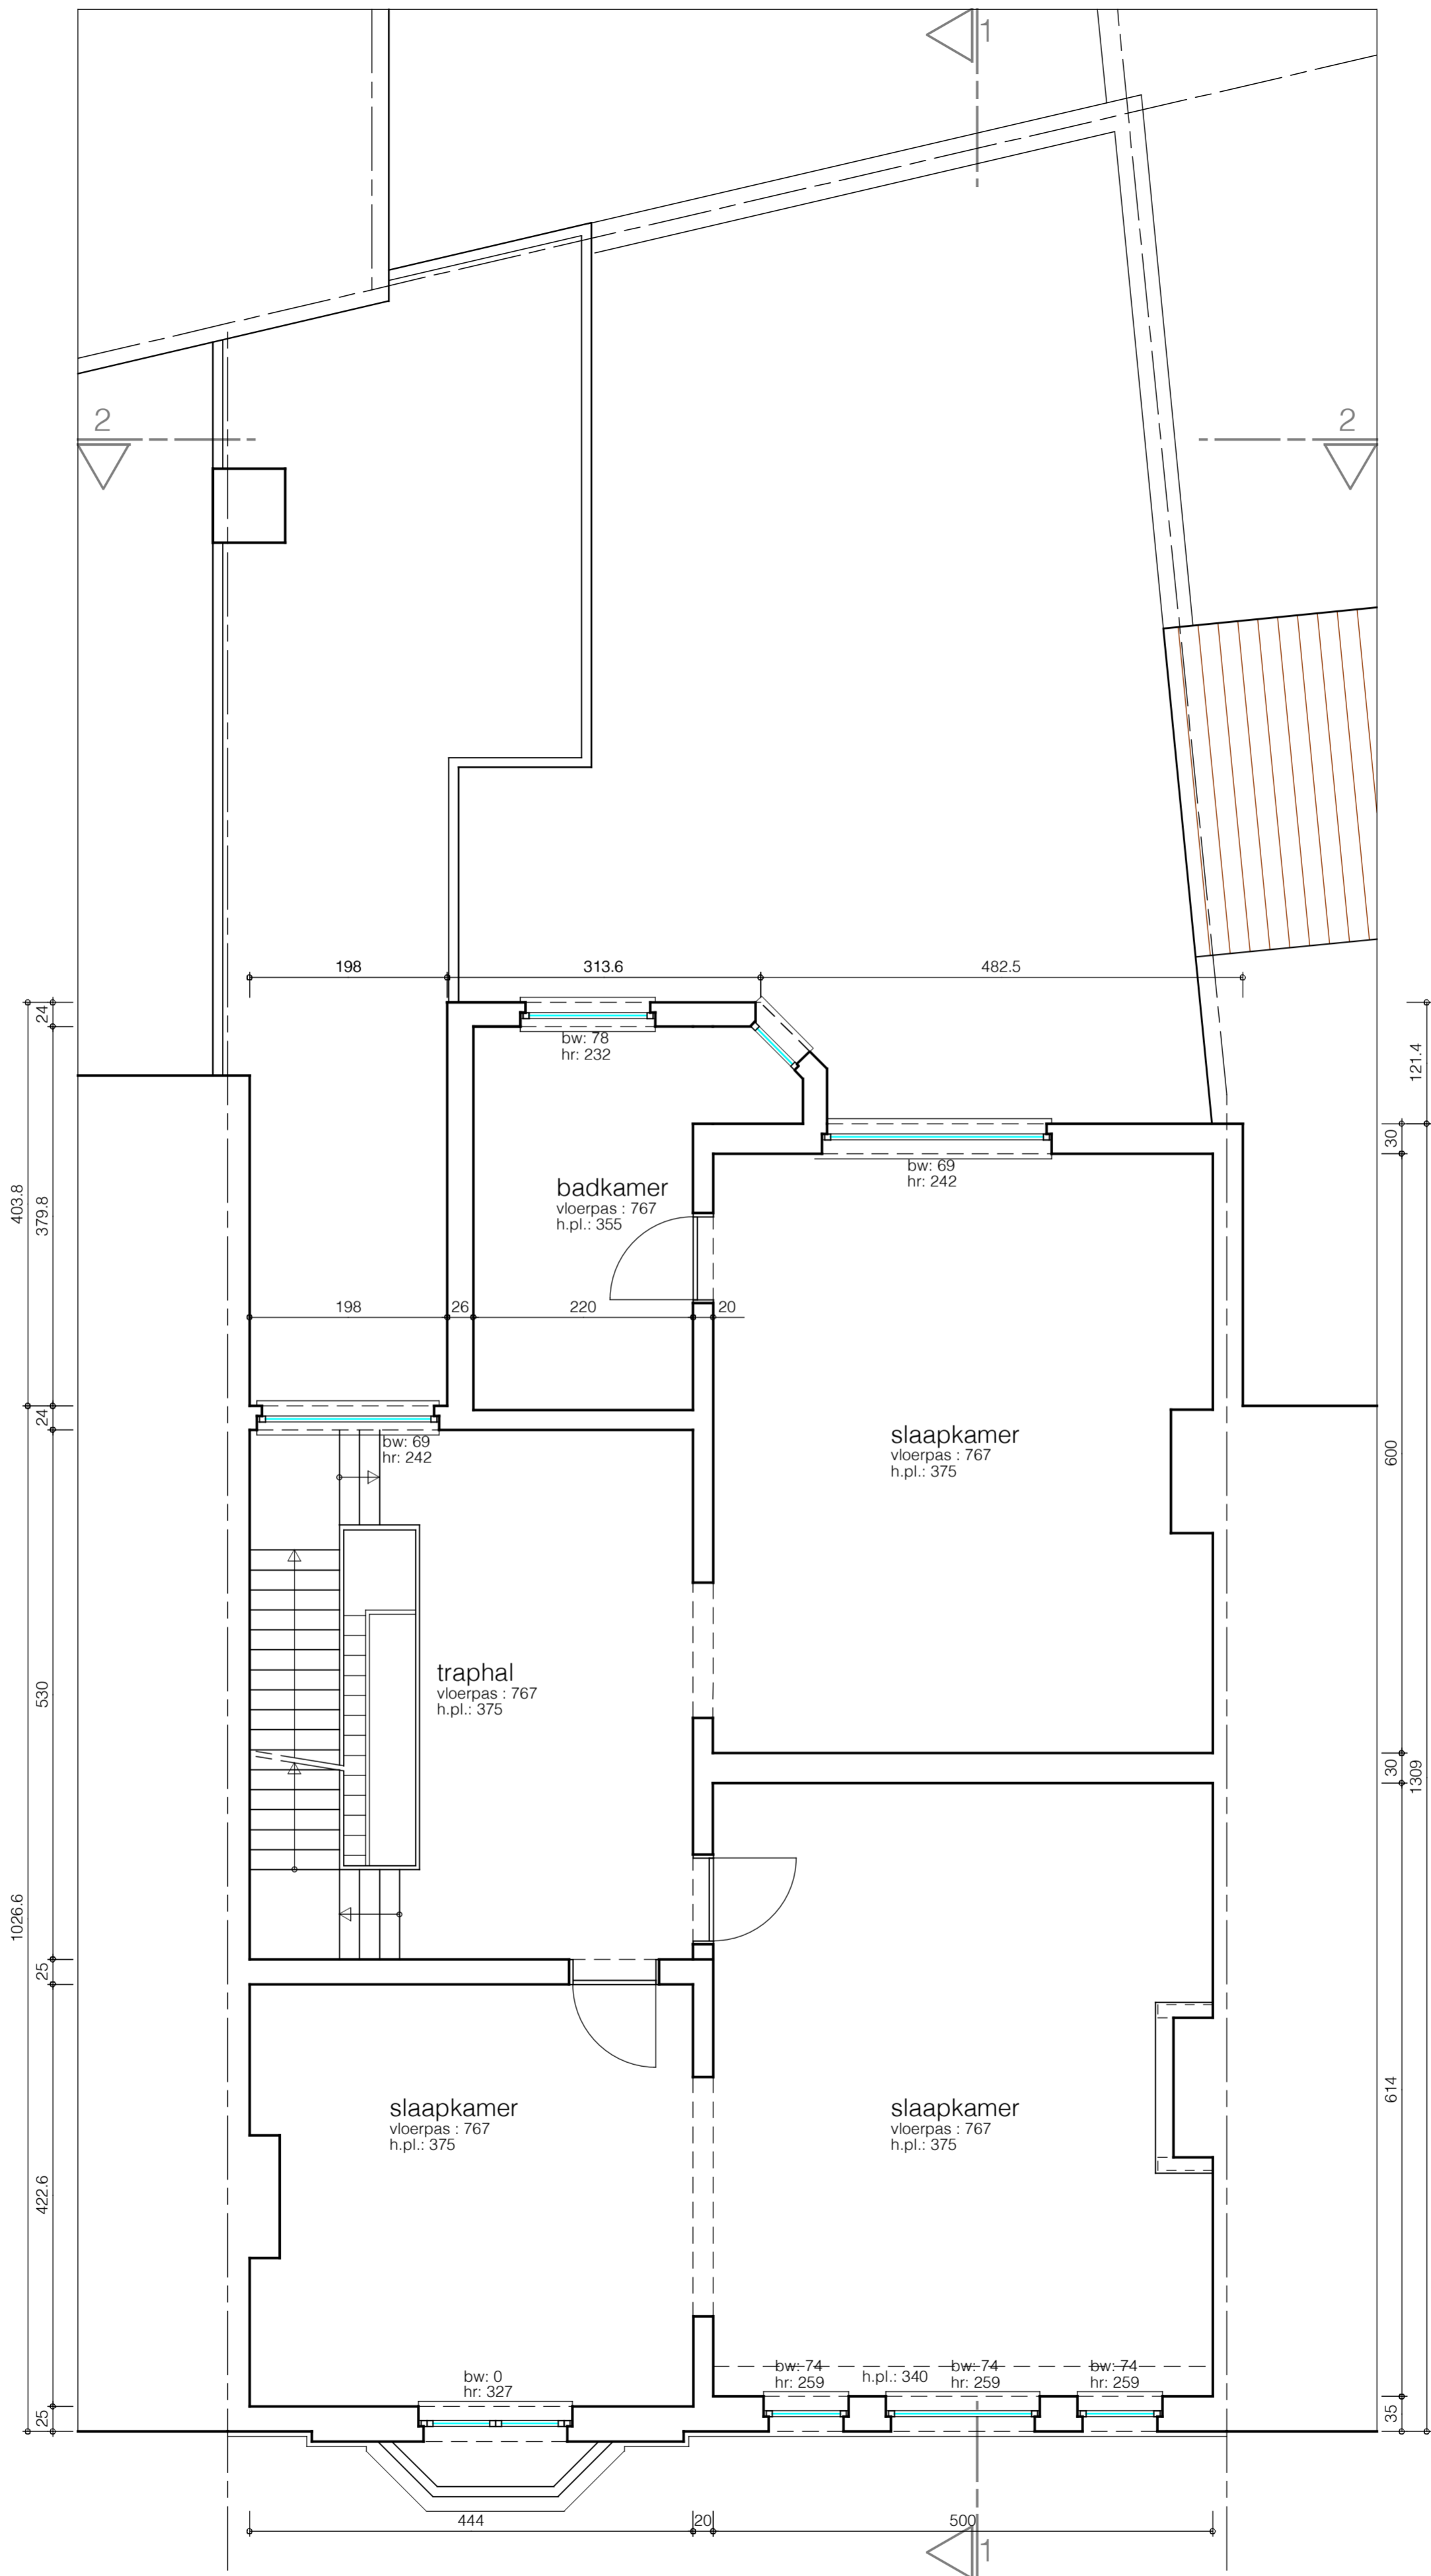 1
2
2
198
313.6
482.5
24
121.4
bw: 78
hr: 232
30
bw: 69
hr: 242
badkamer
vloerpas : 767
h.pl.: 355
403.8
379.8
198
26
220
20
24
bw: 69
hr: 242
slaapkamer
vloerpas : 767
h.pl.: 375
600
traphal
vloerpas : 767
h.pl.: 375
530
30
1309
1026.6
25
slaapkamer
vloerpas : 767
h.pl.: 375
slaapkamer
vloerpas : 767
h.pl.: 375
614
422.6
bw: 0
hr: 327
bw: 74
hr: 259
h.pl.: 340
bw: 74
hr: 259
bw: 74
hr: 259
25
35
444
20
500
1